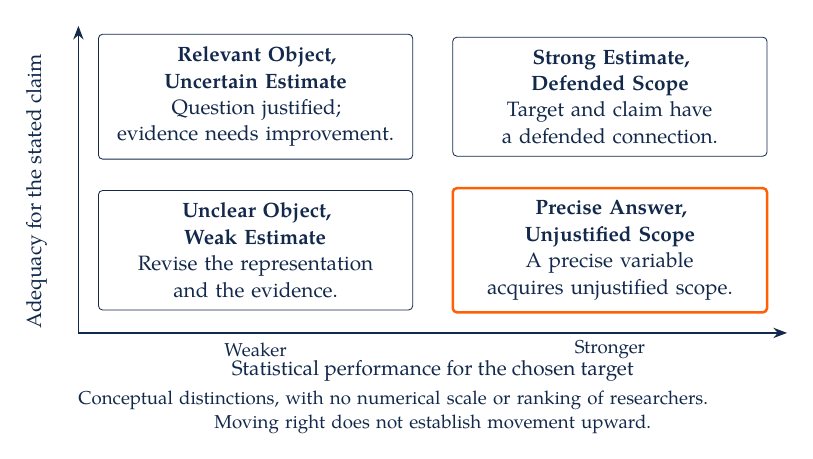 Adequacy for the stated claim
Relevant Object,
Uncertain Estimate
Question justified;
evidence needs improvement.
Strong Estimate,
Defended Scope
Target and claim have
a defended connection.
Unclear Object,
Weak Estimate
Revise the representation
and the evidence.
Precise Answer,
Unjustified Scope
A precise variable
acquires unjustified scope.
Weaker
Stronger
Statistical performance for the chosen target
Conceptual distinctions, with no numerical scale or ranking of researchers.
Moving right does not establish movement upward.